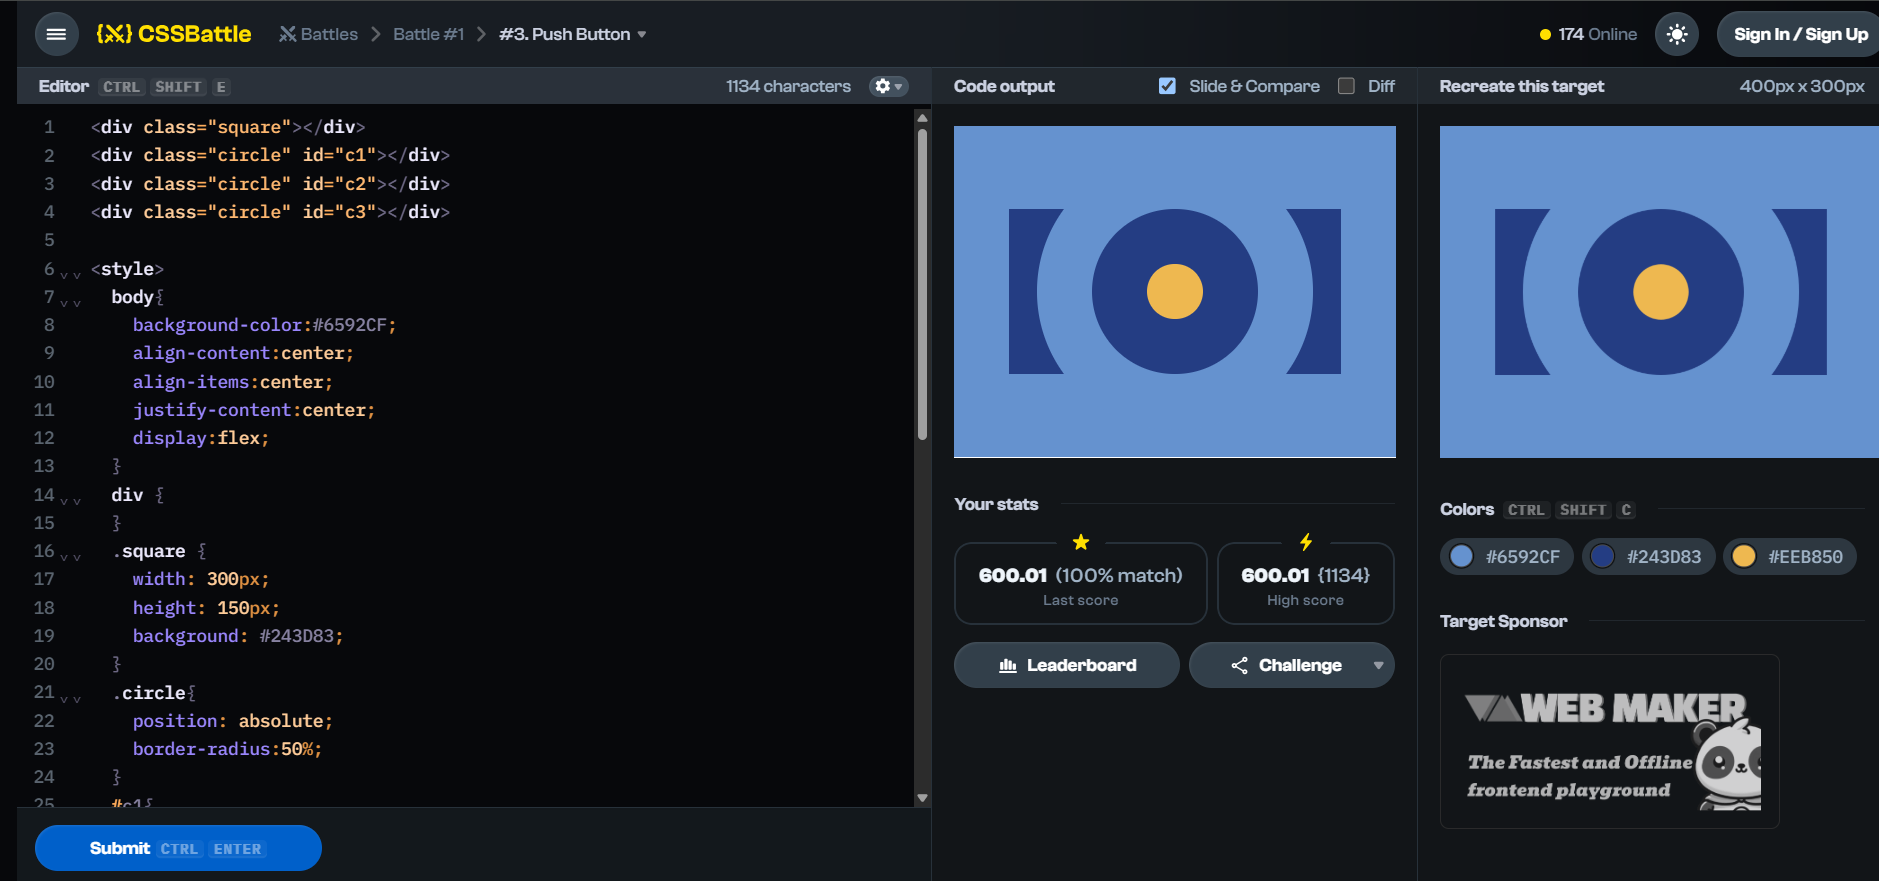 CSSBattle
Battles
Battle #1
#3. Push Button
174 Online
Sign In / Sign Up
Editor CTRL SHIFT E
1134 characters
Code output
Slide & Compare
Diff
Recreate this target
400px x 300px
1 <div class="square"></div>
2 <div class="circle" id="c1"></div>
3 <div class="circle" id="c2"></div>
4 <div class="circle" id="c3"></div>
5
6 <style>
7 body{
8 background-color:#6592CF;
9 align-content:center;
10 align-items:center;
11 justify-content:center;
12 display:flex;
13 }
14 div {
15 }
16 .square {
17 width: 300px;
18 height: 150px;
19 background: #243D83;
20 }
21 .circle{
22 position: absolute;
23 border-radius:50%;
24 }
25 #c1{
Submit CTRL ENTER
Your stats
600.01 (100% match)
Last score
600.01 {1134}
High score
Leaderboard
Challenge
Colors CTRL SHIFT C
#6592CF
#243D83
#EEB850
Target Sponsor
WEB MAKER
The Fastest and Offline
frontend playground